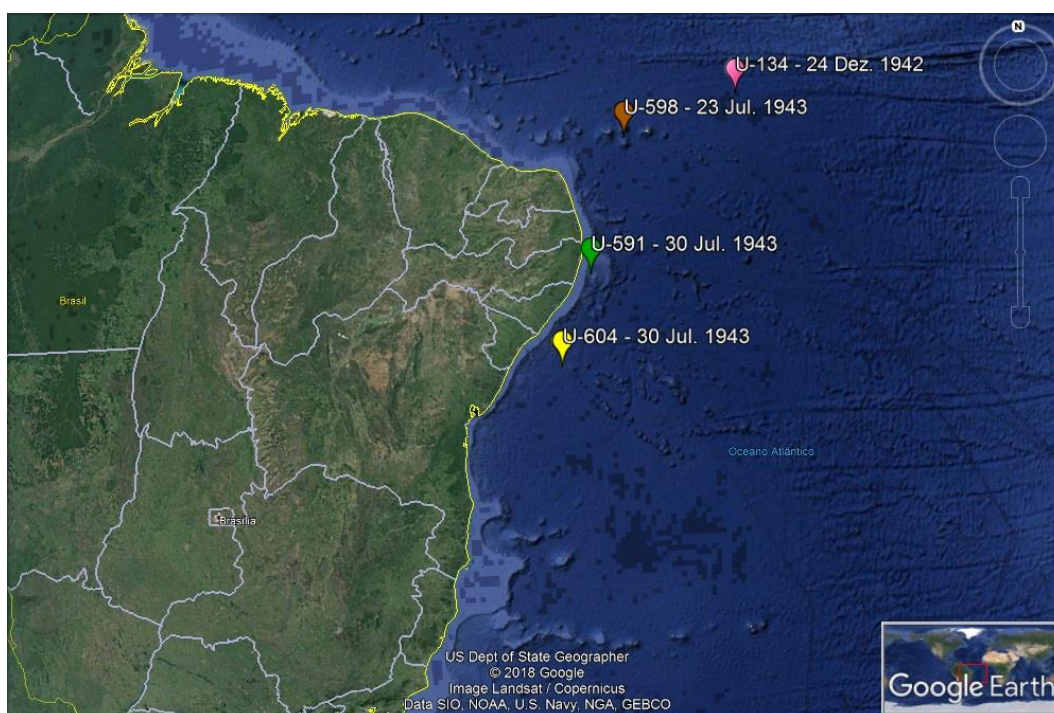 N
U-134 - 24 Dez. 1942
U-598 - 23 Jul. 1943
U-591 - 30 Jul. 1943
Brasil
U-604 - 30 Jul. 1943
Oceano Atlântico
Brasília
US Dept of State Geographer
© 2018 Google
Image Landsat / Copernicus
Data SIO, NOAA, U.S. Navy, NGA, GEBCO
Google Earth